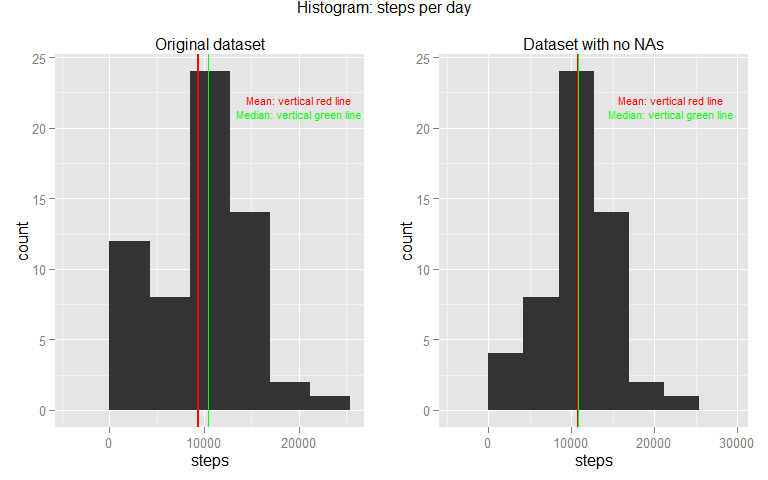 Histogram: steps per day
Original dataset
25
20
15
10
5
0
count
Mean: vertical red line
Median: vertical green line
0 10000 20000
steps
Dataset with no NAs
25
20
15
10
5
0
count
Mean: vertical red line
Median: vertical green line
0 10000 20000 30000
steps